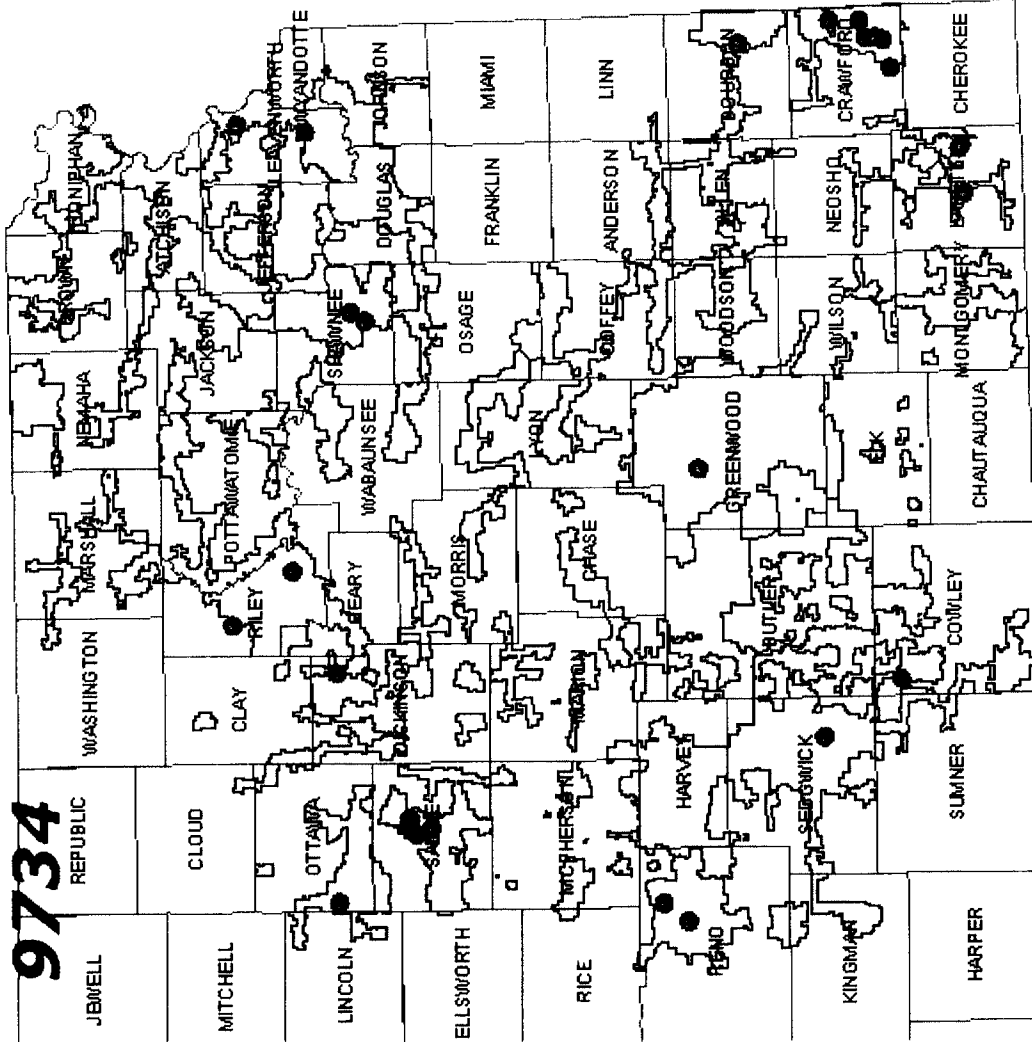 9734
JEWELL
REPUBLIC
WASHINGTON
MARSHALL
NEMAHA
BROWN
DONIPHAN
MITCHELL
CLOUD
CLAY
RILEY
POTTAWATOMIE
JACKSON
ATCHISON
JEFFERSON
LEAVENWORTH
WYANDOTTE
LINCOLN
OTTAWA
DICKINSON
GEARY
WABAUNSEE
SHAWNEE
DOUGLAS
JOHNSON
ELLSWORTH
SALINE
MORRIS
LYON
OSAGE
FRANKLIN
MIAMI
RICE
MCPHERSON
MARION
CHASE
COFFEY
ANDERSON
LINN
RENO
HARVEY
BUTLER
GREENWOOD
WOODSON
ALLEN
BOURBON
KINGMAN
SEDGWICK
ELK
WILSON
NEOSHO
CRAWFORD
HARPER
SUMNER
COWLEY
CHAUTAUQUA
MONTGOMERY
CHEROKEE